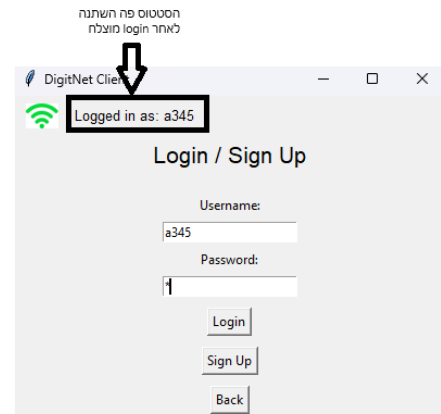 הסטטוס פה השתנה
לאחר login מוצלח
DigitNet Client
Logged in as: a345
Login / Sign Up
Username:
a345
Password:
*
Login
Sign Up
Back